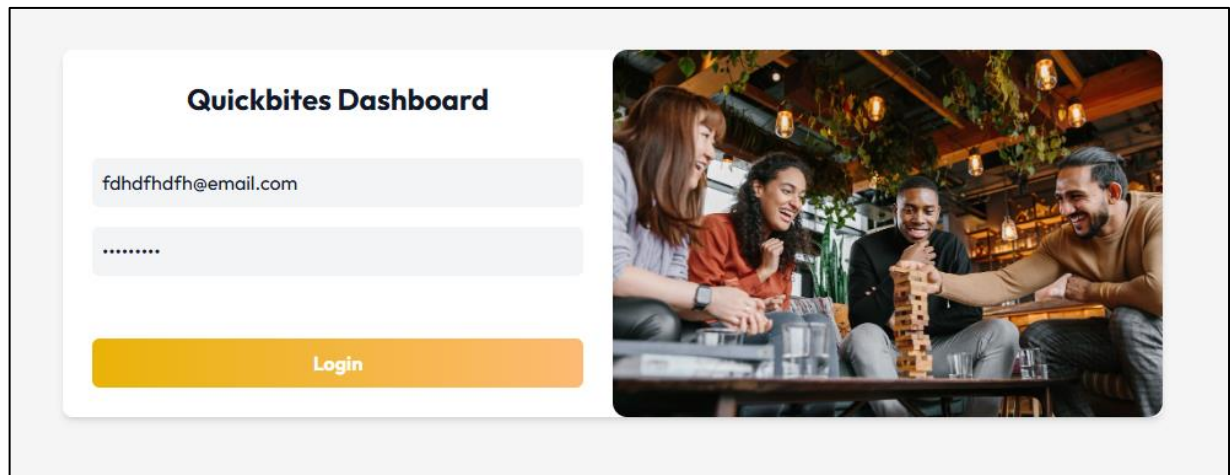 Quickbites Dashboard
fdhdfhdfh@email.com
•••••••••
Login